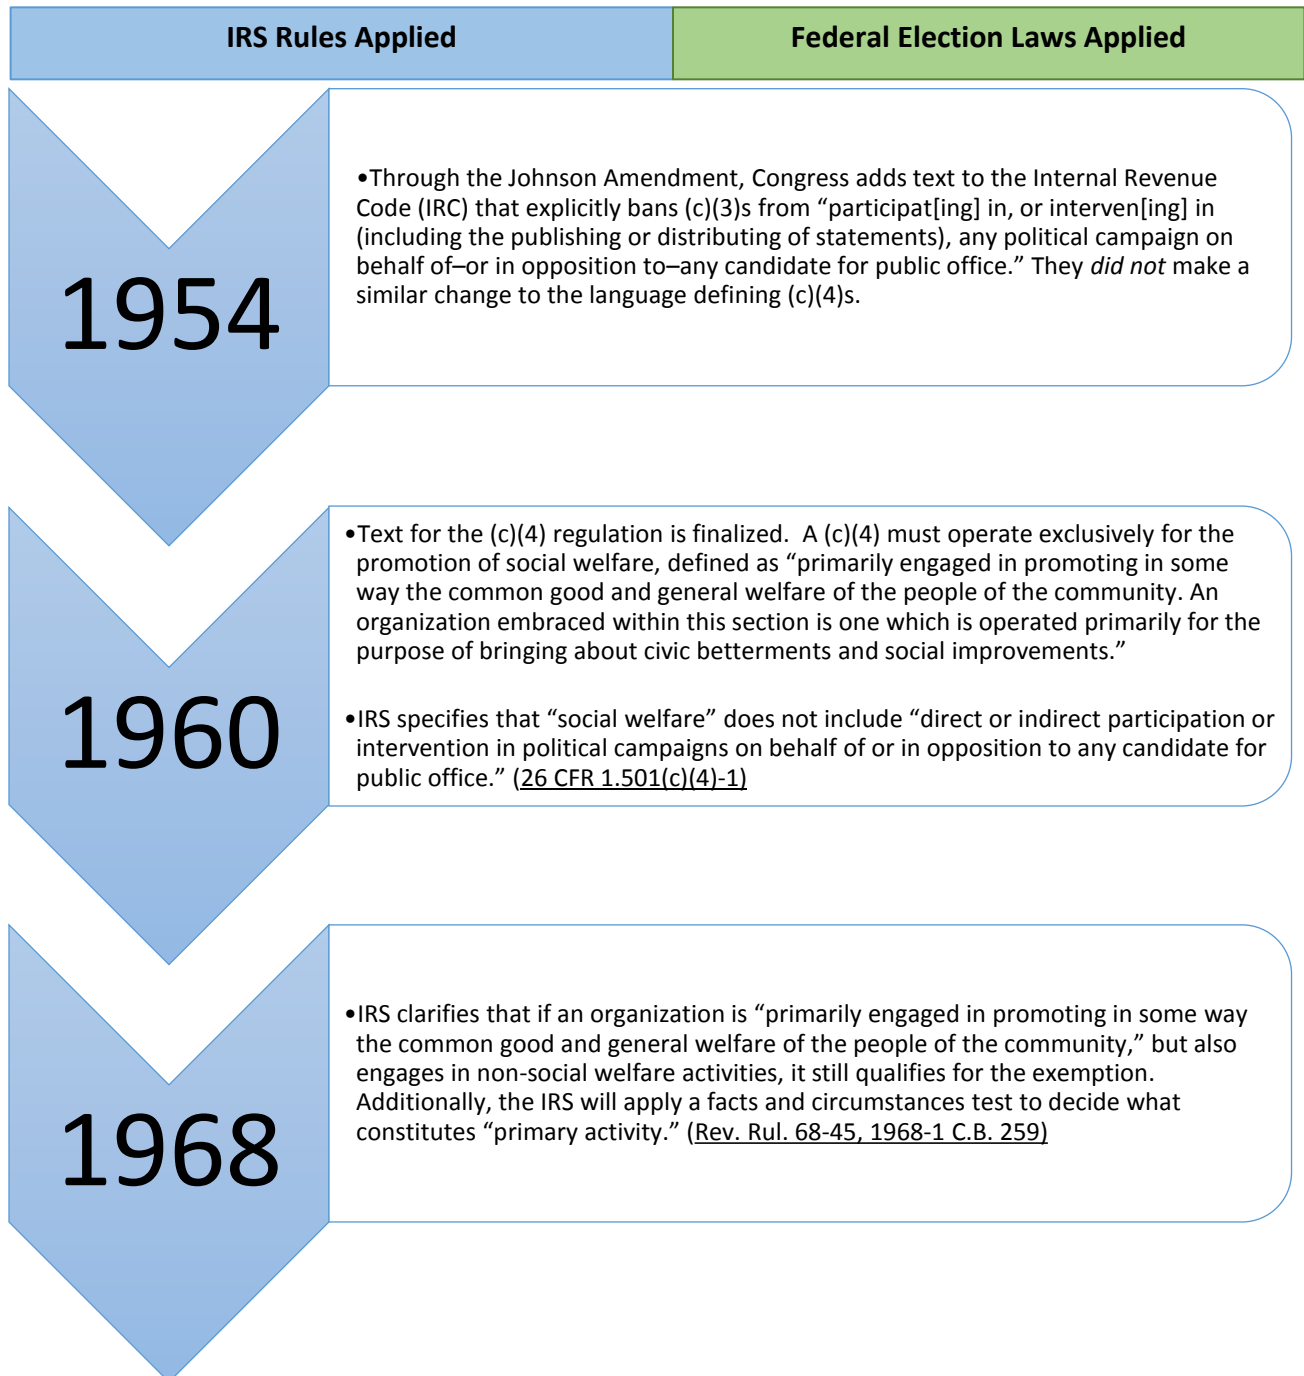 IRS Rules Applied
Federal Election Laws Applied
1954
•Through the Johnson Amendment, Congress adds text to the Internal Revenue
Code (IRC) that explicitly bans (c)(3)s from “participat[ing] in, or interven[ing] in
(including the publishing or distributing of statements), any political campaign on
behalf of–or in opposition to–any candidate for public office.” They did not make a
similar change to the language defining (c)(4)s.
1960
•Text for the (c)(4) regulation is finalized.  A (c)(4) must operate exclusively for the
promotion of social welfare, defined as “primarily engaged in promoting in some
way the common good and general welfare of the people of the community. An
organization embraced within this section is one which is operated primarily for the
purpose of bringing about civic betterments and social improvements.”
•IRS specifies that “social welfare” does not include “direct or indirect participation or
intervention in political campaigns on behalf of or in opposition to any candidate for
public office.” (26 CFR 1.501(c)(4)-1)
1968
•IRS clarifies that if an organization is “primarily engaged in promoting in some way
the common good and general welfare of the people of the community,” but also
engages in non-social welfare activities, it still qualifies for the exemption.
Additionally, the IRS will apply a facts and circumstances test to decide what
constitutes “primary activity.” (Rev. Rul. 68-45, 1968-1 C.B. 259)